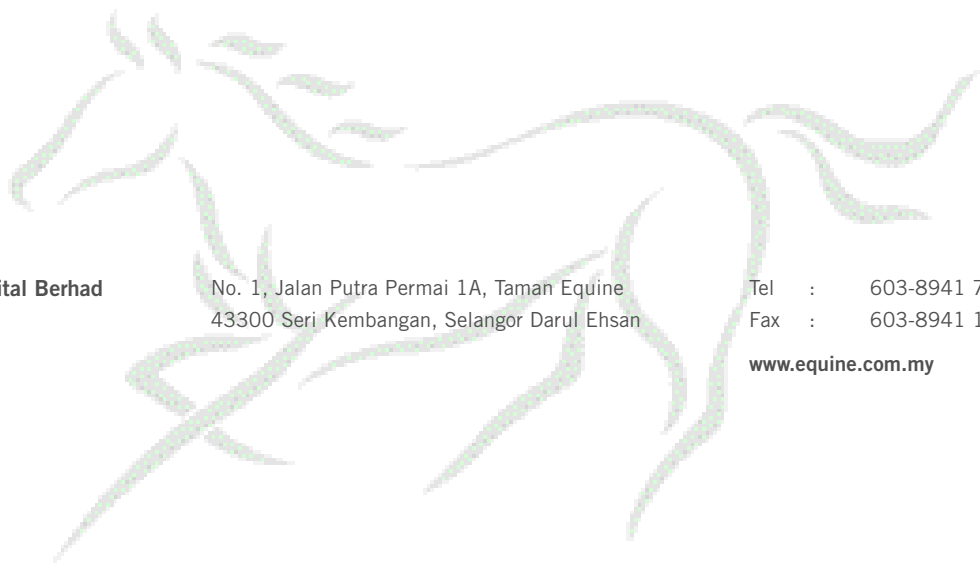 ital Berhad No. 1, Jalan Putra Permai 1A, Taman Equine Tel : 603-8941 7
43300 Seri Kembangan, Selangor Darul Ehsan Fax : 603-8941 1
www.equine.com.my